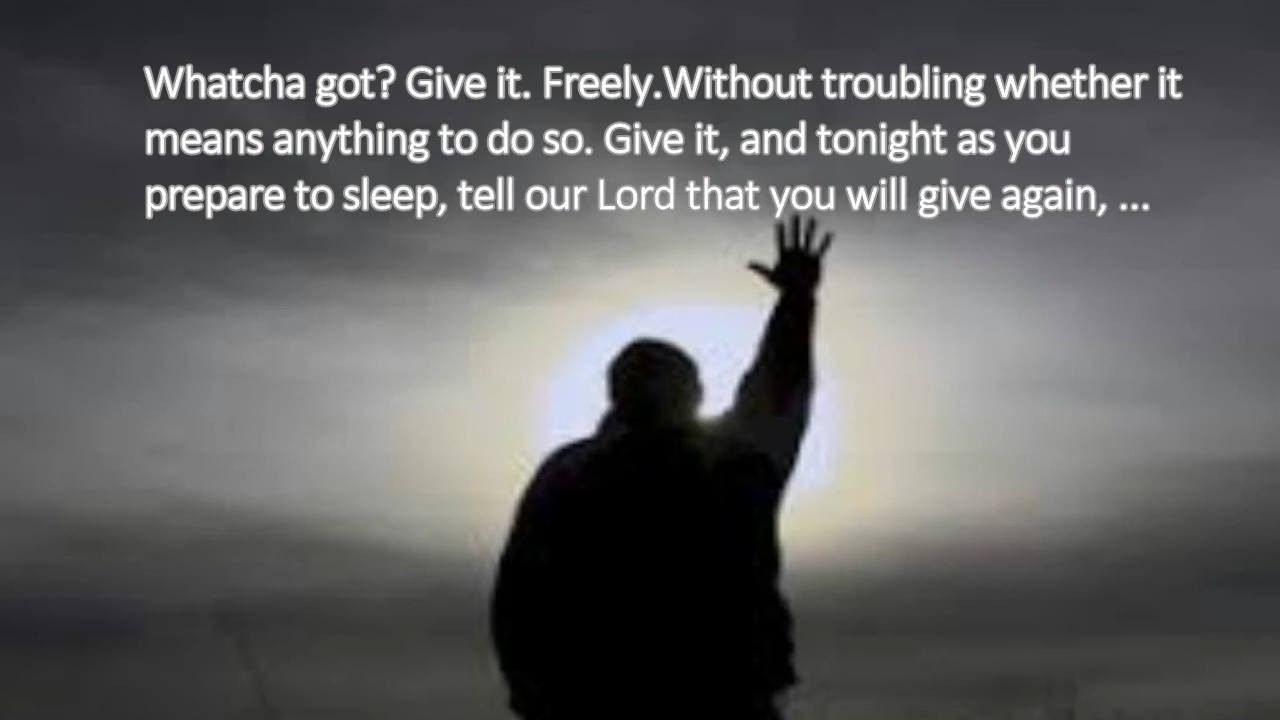 Whatcha got? Give it. Freely.Without troubling whether it
means anything to do so. Give it, and tonight as you
prepare to sleep, tell our Lord that you will give again, ...